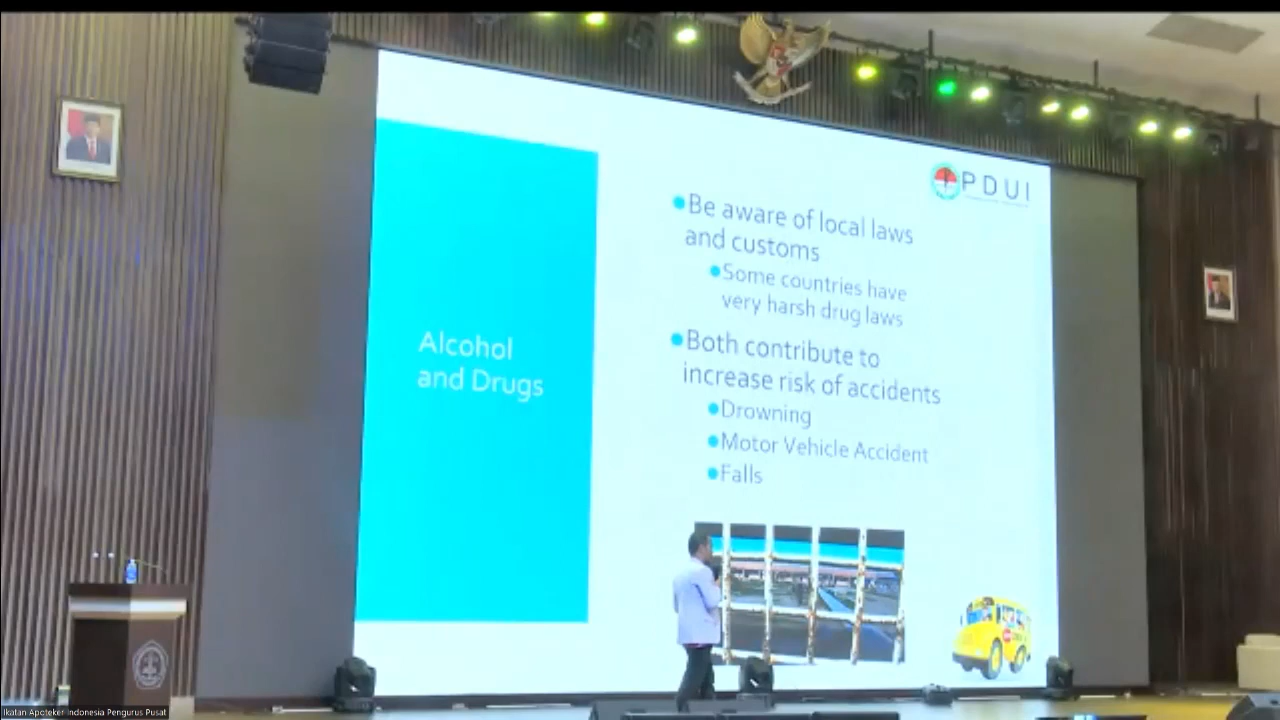 PDUI
Be aware of local laws
and customs
Some countries have
very harsh drug laws
Alcohol
and Drugs
Both contribute to
increase risk of accidents
Drowning
Motor Vehicle Accident
Falls
Ikatan Apoteker Indonesia Pengurus Pusat